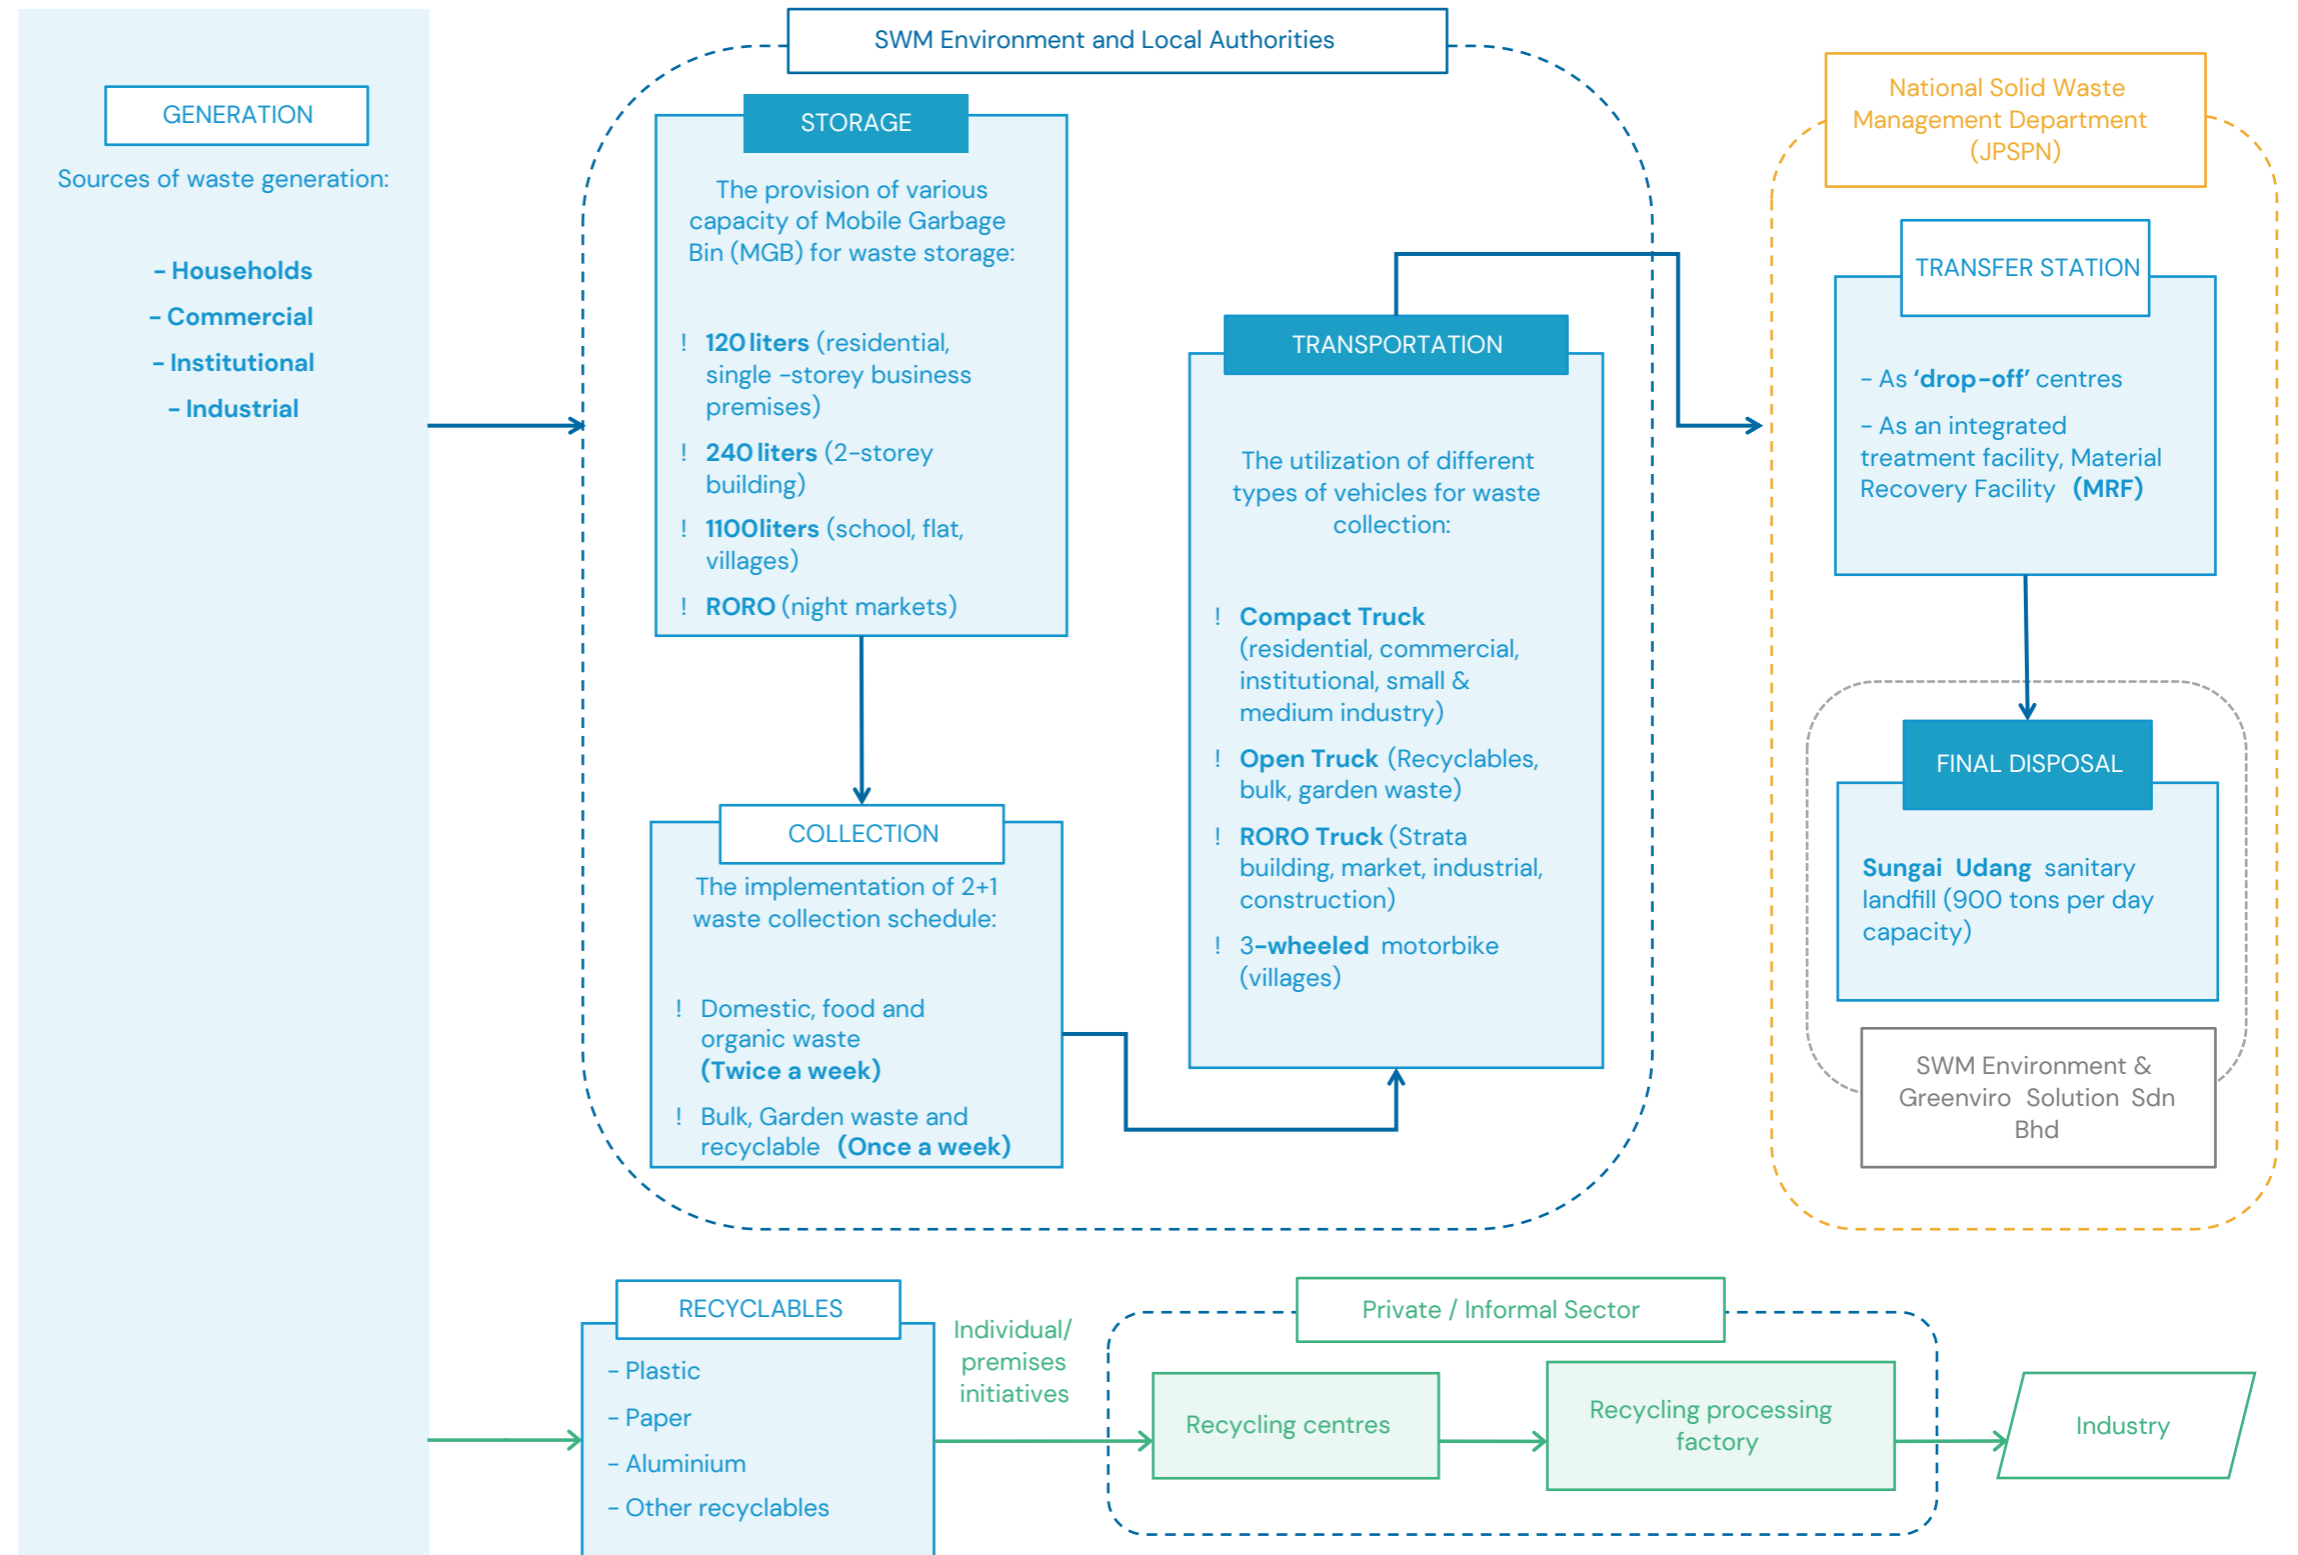 GENERATION
Sources of waste generation:
- Households
- Commercial
- Institutional
- Industrial
SWM Environment and Local Authorities
STORAGE
The provision of various
capacity of Mobile Garbage
Bin (MGB) for waste storage:
! 120 liters (residential,
single -storey business
premises)
! 240 liters (2-storey
building)
! 1100liters (school, flat,
villages)
! RORO (night markets)
COLLECTION
The implementation of 2+1
waste collection schedule:
! Domestic, food and
organic waste
(Twice a week)
! Bulk, Garden waste and
recyclable (Once a week)
TRANSPORTATION
The utilization of different
types of vehicles for waste
collection:
! Compact Truck
(residential, commercial,
institutional, small &
medium industry)
! Open Truck (Recyclables,
bulk, garden waste)
! RORO Truck (Strata
building, market, industrial,
construction)
! 3-wheeled motorbike
(villages)
National Solid Waste
Management Department
(JPSPN)
TRANSFER STATION
- As ‘drop-off’ centres
- As an integrated
treatment facility, Material
Recovery Facility (MRF)
FINAL DISPOSAL
Sungai Udang sanitary
landfill (900 tons per day
capacity)
SWM Environment &
Greenviro Solution Sdn
Bhd
RECYCLABLES
- Plastic
- Paper
- Aluminium
- Other recyclables
Individual/
premises
initiatives
Private / Informal Sector
Recycling centres
Recycling processing
factory
Industry